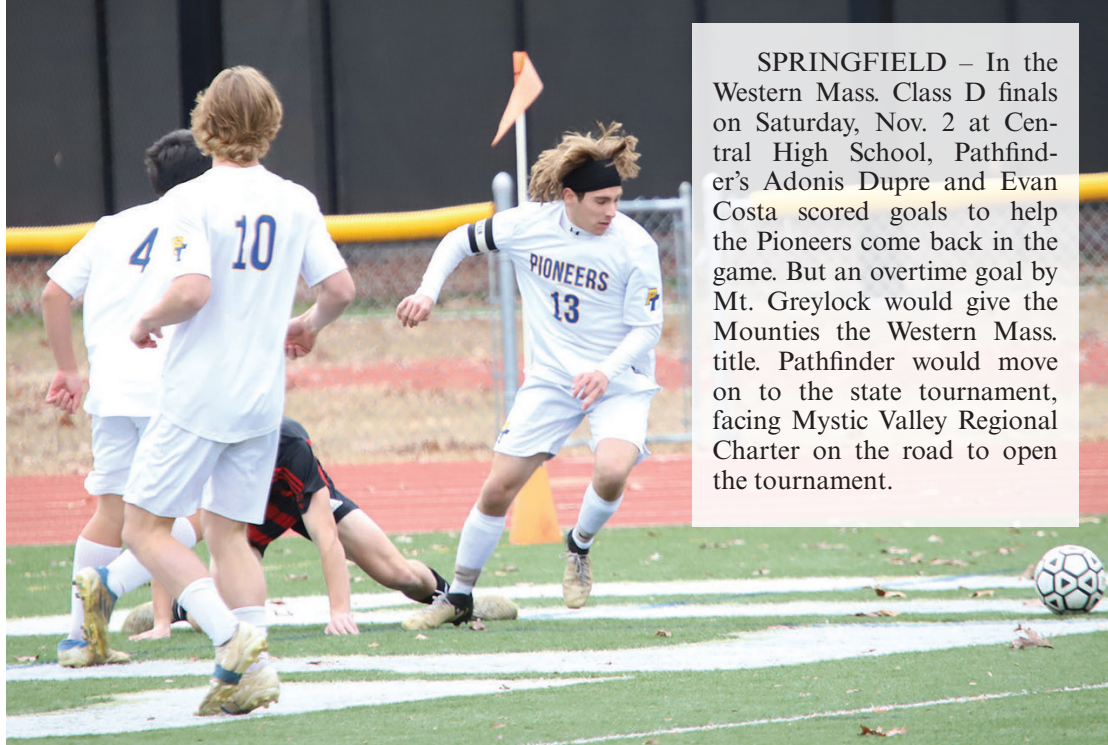 4
10
PIONEERS
13
SPRINGFIELD – In the
Western Mass. Class D finals
on Saturday, Nov. 2 at Cen-
tral High School, Pathfind-
er's Adonis Dupre and Evan
Costa scored goals to help
the Pioneers come back in the
game. But an overtime goal by
Mt. Greylock would give the
Mounties the Western Mass.
title. Pathfinder would move
on to the state tournament,
facing Mystic Valley Regional
Charter on the road to open
the tournament.